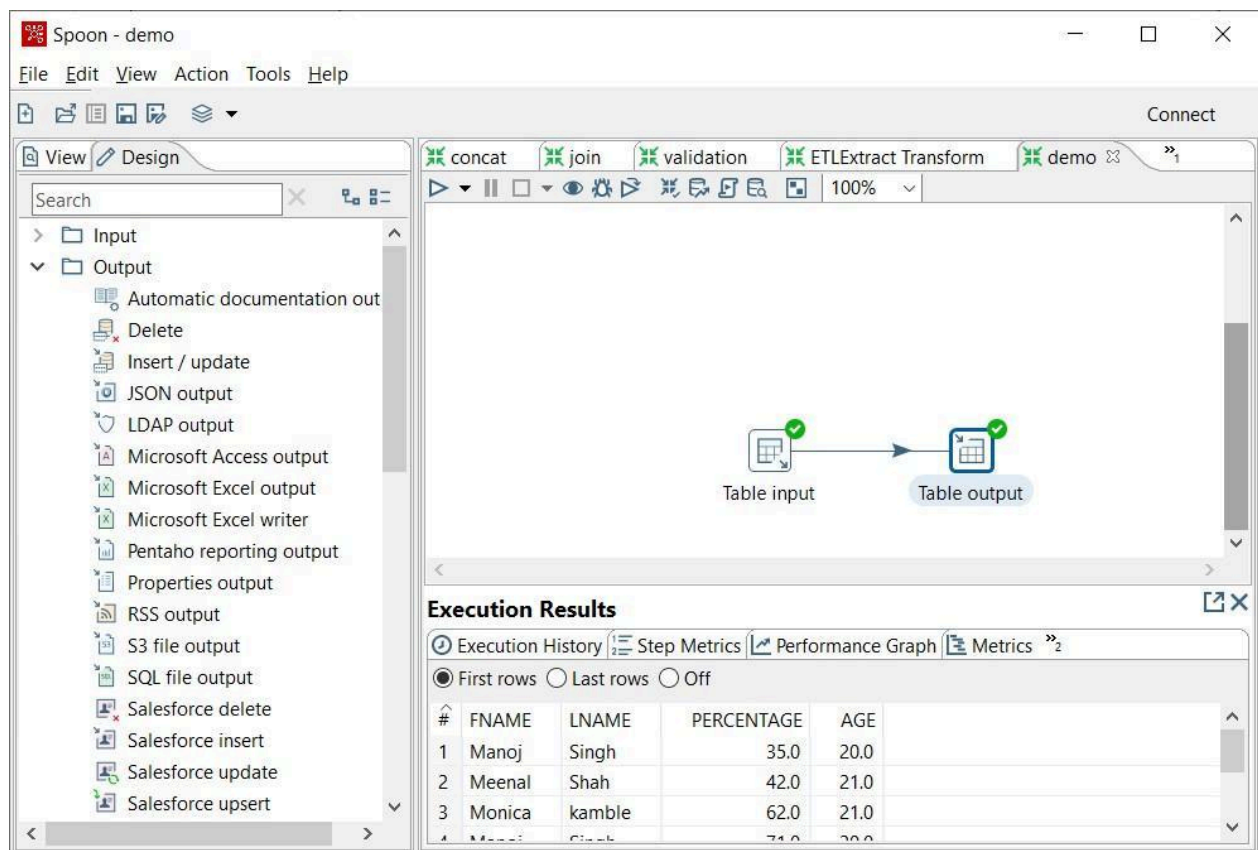 Spoon - demo
File Edit View Action Tools Help
Connect
View Design
Search
Input
Output
Automatic documentation out
Delete
Insert / update
JSON output
LDAP output
Microsoft Access output
Microsoft Excel output
Microsoft Excel writer
Pentaho reporting output
Properties output
RSS output
S3 file output
SQL file output
Salesforce delete
Salesforce insert
Salesforce update
Salesforce upsert
concat join validation ETLExtract Transform demo »1
100%
Table input Table output
Execution Results
Execution History Step Metrics Performance Graph Metrics »2
First rows Last rows Off
# FNAME LNAME PERCENTAGE AGE
1 Manoj Singh 35.0 20.0
2 Meenal Shah 42.0 21.0
3 Monica kamble 62.0 21.0